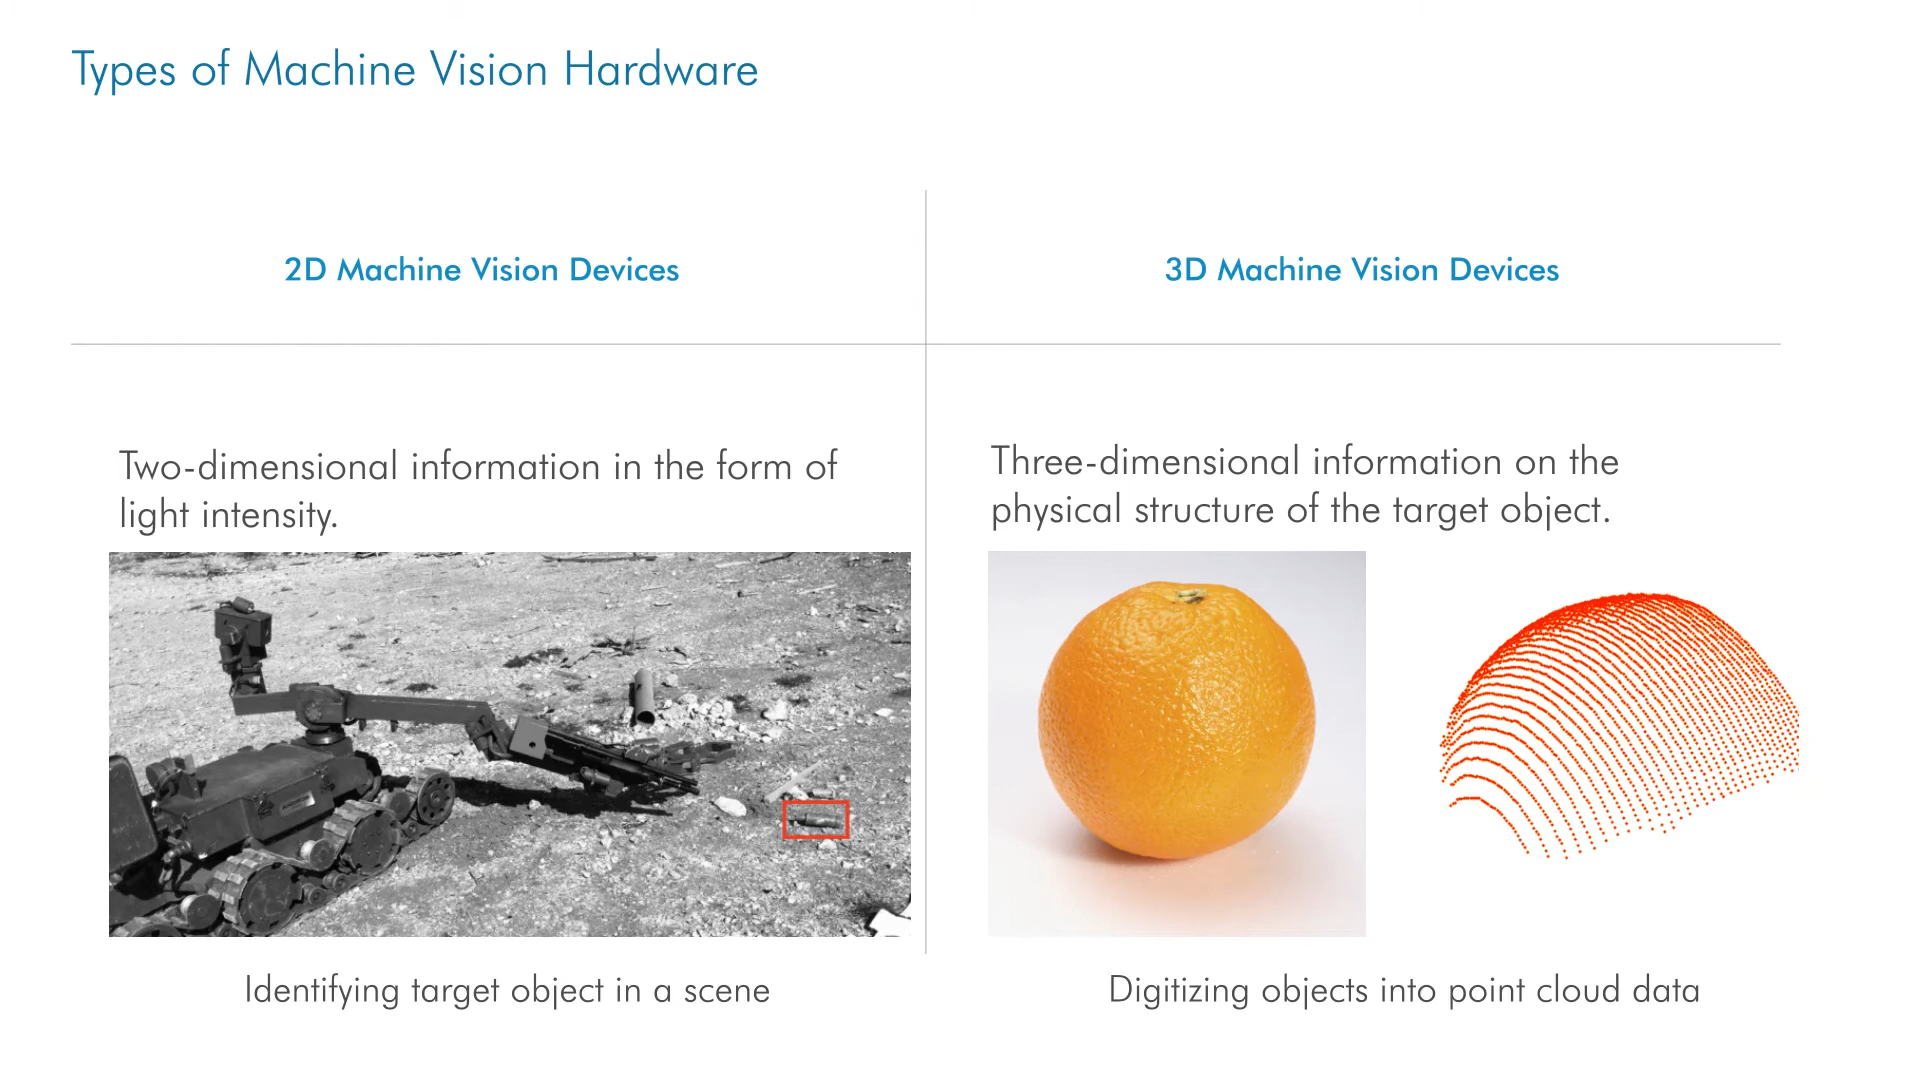 Types of Machine Vision Hardware
2D Machine Vision Devices
3D Machine Vision Devices
Two-dimensional information in the form of
light intensity.
Three-dimensional information on the
physical structure of the target object.
Identifying target object in a scene
Digitizing objects into point cloud data